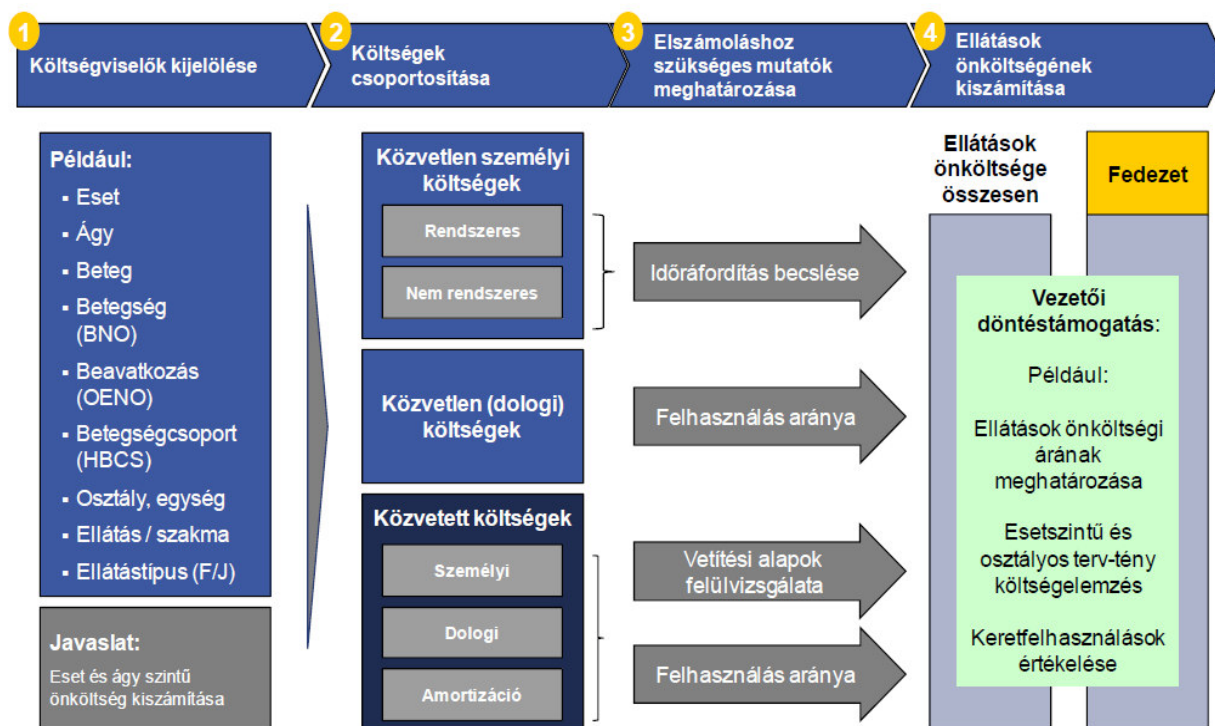 1
Költségviselők kijelölése
2
Költségek
csoportosítása
3
Elszámoláshoz
szükséges mutatók
meghatározása
4
Ellátások
önköltségének
kiszámítása
Például:
▪ Eset
▪ Ágy
▪ Beteg
▪ Betegség
(BNO)
▪ Beavatkozás
(OENO)
▪ Betegségcsoport
(HBCS)
▪ Osztály, egység
▪ Ellátás / szakma
▪ Ellátástípus (F/J)
Javaslat:
Eset és ágy szintű
önköltség kiszámítása
Közvetlen személyi
költségek
Rendszeres
Nem rendszeres
Közvetlen (dologi)
költségek
Közvetett költségek
Személyi
Dologi
Amortizáció
Időráfordítás becslése
Felhasználás aránya
Vetítési alapok
felülvizsgálata
Felhasználás aránya
Ellátások
önköltsége
összesen
Fedezet
Vezetői
döntéstámogatás:
Például:
Ellátások önköltségi
árának
meghatározása
Esetszintű és
osztályos terv-tény
költségelemzés
Keretfelhasználások
értékelése